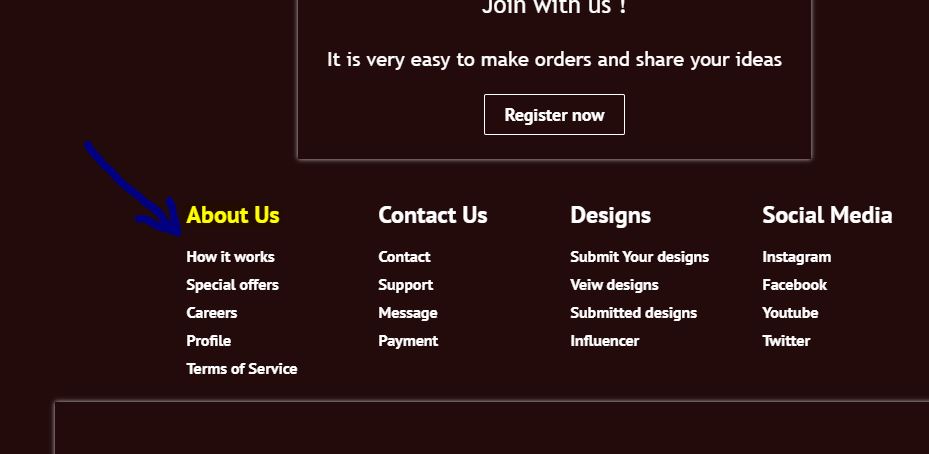 Join with us !
It is very easy to make orders and share your ideas
Register now
About Us
How it works
Special offers
Careers
Profile
Terms of Service
Contact Us
Contact
Support
Message
Payment
Designs
Submit Your designs
Veiw designs
Submitted designs
Influencer
Social Media
Instagram
Facebook
Youtube
Twitter